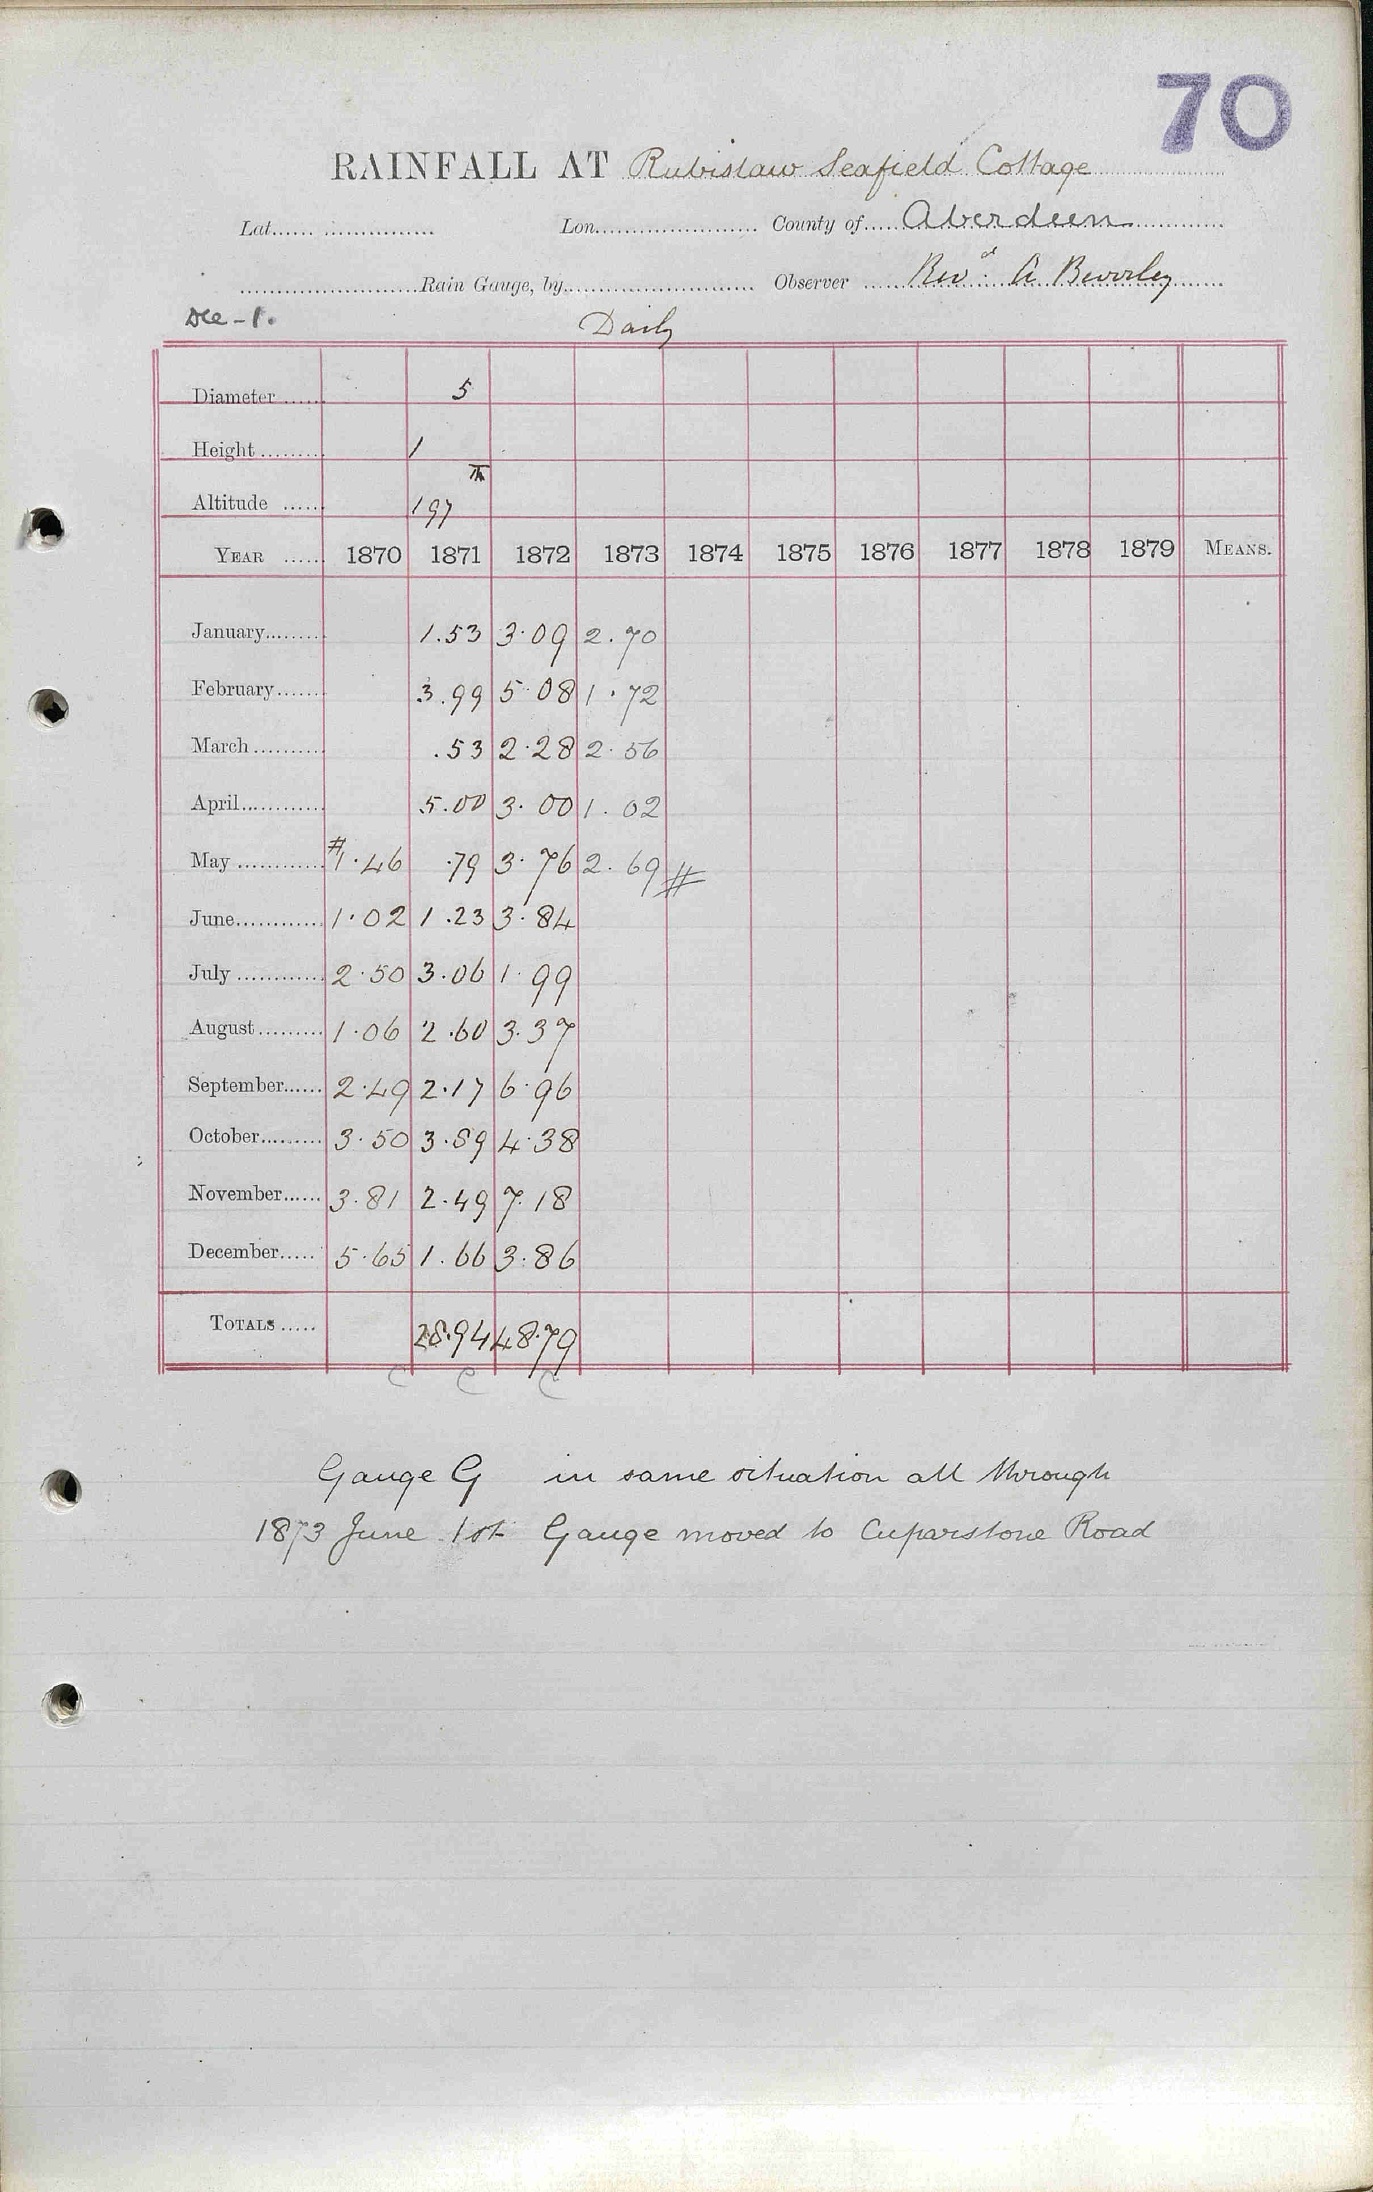 70
RAINFALL AT Rubislaw Seafield Cottage
Lat. Lon. County of Aberdeen
Rain Gauge, by Observer Revd. A Beverley
Dee - 1. Daily
Diameter 5
Height 1
Altitude 197
YEAR 1870 1871 1872 1873 1874 1875 1876 1877 1878 1879 MEANS.
January 1.53 3.09 2.70
February 3.99 5.08 1.72
March .53 2.28 2.56
April 5.00 3.00 1.02
May #1.46 .79 3.76 2.69 #
June 1.02 1.23 3.84
July 2.50 3.06 1.99
August 1.06 2.60 3.37
September 2.49 2.17 6.96
October 3.50 3.89 4.38
November 3.81 2.49 7.18
December 5.65 1.66 3.86
TOTALS 28.94 48.79
C C C
Gauge G in same situation all through
1873 June 1st Gauge moved to Cuparstone Road